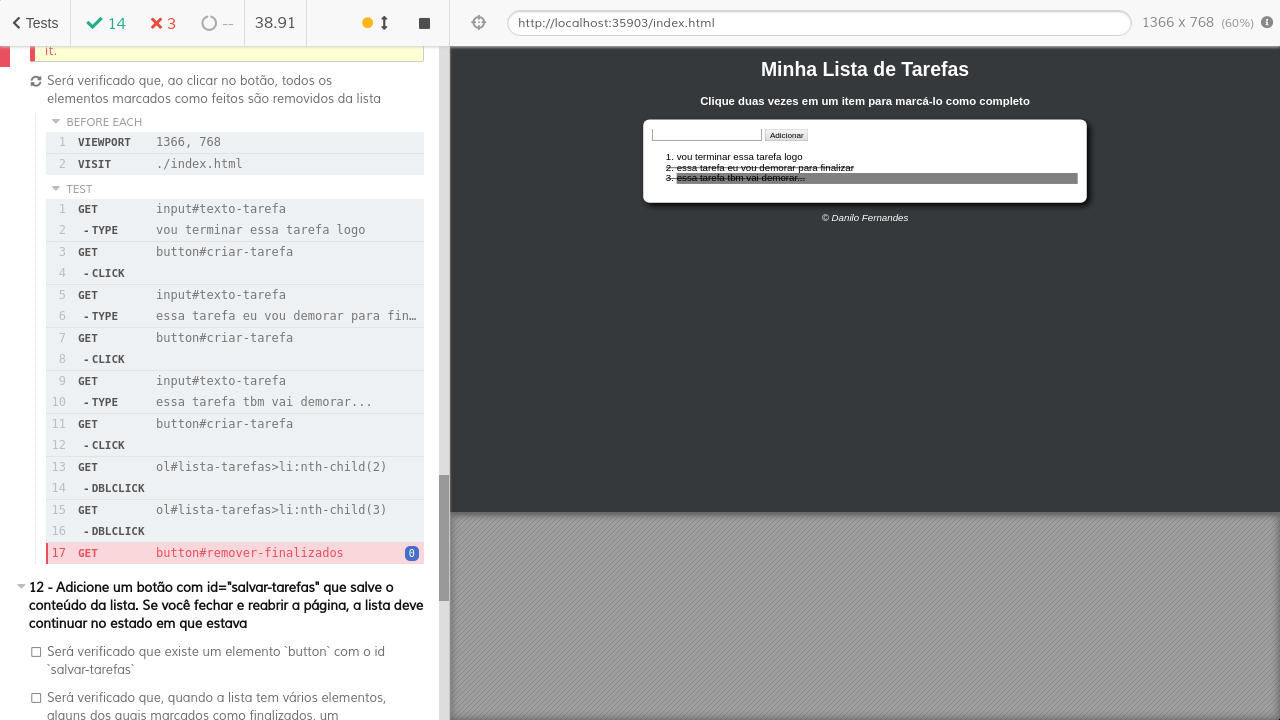 Tests
14
3
--
38.91
it.
Será verificado que, ao clicar no botão, todos os
elementos marcados como feitos são removidos da lista
BEFORE EACH
1 VIEWPORT 1366, 768
2 VISIT ./index.html
TEST
1 GET input#texto-tarefa
2 -TYPE vou terminar essa tarefa logo
3 GET button#criar-tarefa
4 -CLICK
5 GET input#texto-tarefa
6 -TYPE essa tarefa eu vou demorar para fin…
7 GET button#criar-tarefa
8 -CLICK
9 GET input#texto-tarefa
10 -TYPE essa tarefa tbm vai demorar...
11 GET button#criar-tarefa
12 -CLICK
13 GET ol#lista-tarefas>li:nth-child(2)
14 -DBLCLICK
15 GET ol#lista-tarefas>li:nth-child(3)
16 -DBLCLICK
17 GET button#remover-finalizados 0
12 - Adicione um botão com id="salvar-tarefas" que salve o
conteúdo da lista. Se você fechar e reabrir a página, a lista deve
continuar no estado em que estava
Será verificado que existe um elemento `button` com o id
`salvar-tarefas`
Será verificado que, quando a lista tem vários elementos,
alguns dos quais marcados como finalizados, um
http://localhost:35903/index.html
1366 x 768 (60%)
Minha Lista de Tarefas
Clique duas vezes em um item para marcá-lo como completo
Adicionar
1. vou terminar essa tarefa logo
2. essa tarefa eu vou demorar para finalizar
3. essa tarefa tbm vai demorar...
© Danilo Fernandes